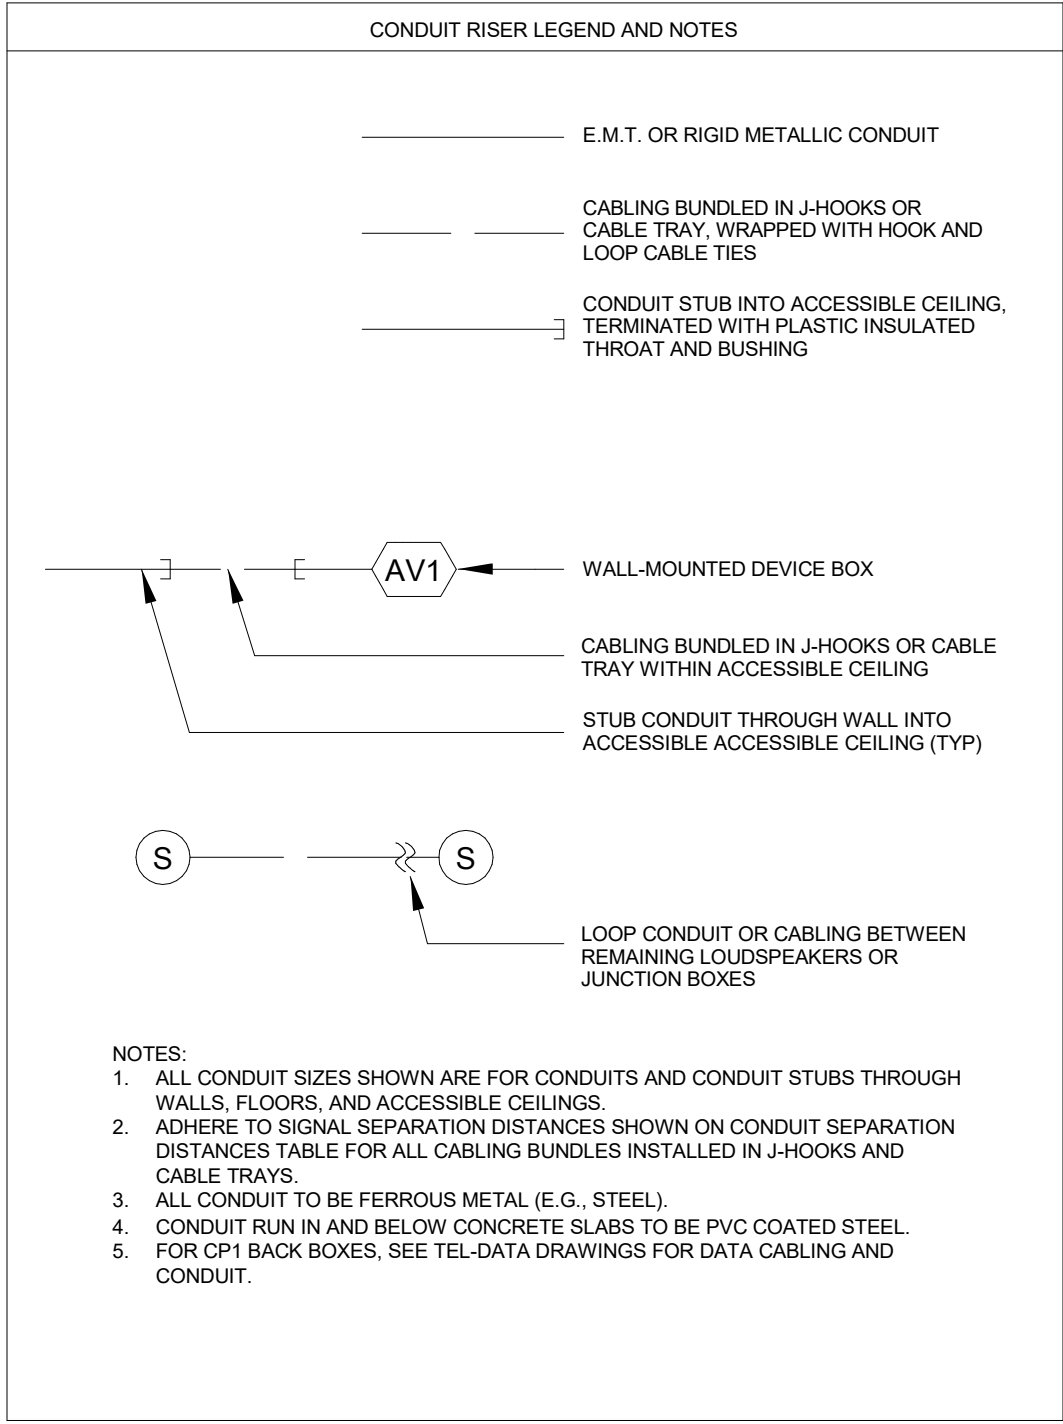 CONDUIT RISER LEGEND AND NOTES
E.M.T. OR RIGID METALLIC CONDUIT
CABLING BUNDLED IN J-HOOKS OR
CABLE TRAY, WRAPPED WITH HOOK AND
LOOP CABLE TIES
CONDUIT STUB INTO ACCESSIBLE CEILING,
TERMINATED WITH PLASTIC INSULATED
THROAT AND BUSHING
AV1
WALL-MOUNTED DEVICE BOX
CABLING BUNDLED IN J-HOOKS OR CABLE
TRAY WITHIN ACCESSIBLE CEILING
STUB CONDUIT THROUGH WALL INTO
ACCESSIBLE ACCESSIBLE CEILING (TYP)
S
S
LOOP CONDUIT OR CABLING BETWEEN
REMAINING LOUDSPEAKERS OR
JUNCTION BOXES
NOTES:
1. ALL CONDUIT SIZES SHOWN ARE FOR CONDUITS AND CONDUIT STUBS THROUGH
WALLS, FLOORS, AND ACCESSIBLE CEILINGS.
2. ADHERE TO SIGNAL SEPARATION DISTANCES SHOWN ON CONDUIT SEPARATION
DISTANCES TABLE FOR ALL CABLING BUNDLES INSTALLED IN J-HOOKS AND
CABLE TRAYS.
3. ALL CONDUIT TO BE FERROUS METAL (E.G., STEEL).
4. CONDUIT RUN IN AND BELOW CONCRETE SLABS TO BE PVC COATED STEEL.
5. FOR CP1 BACK BOXES, SEE TEL-DATA DRAWINGS FOR DATA CABLING AND
CONDUIT.